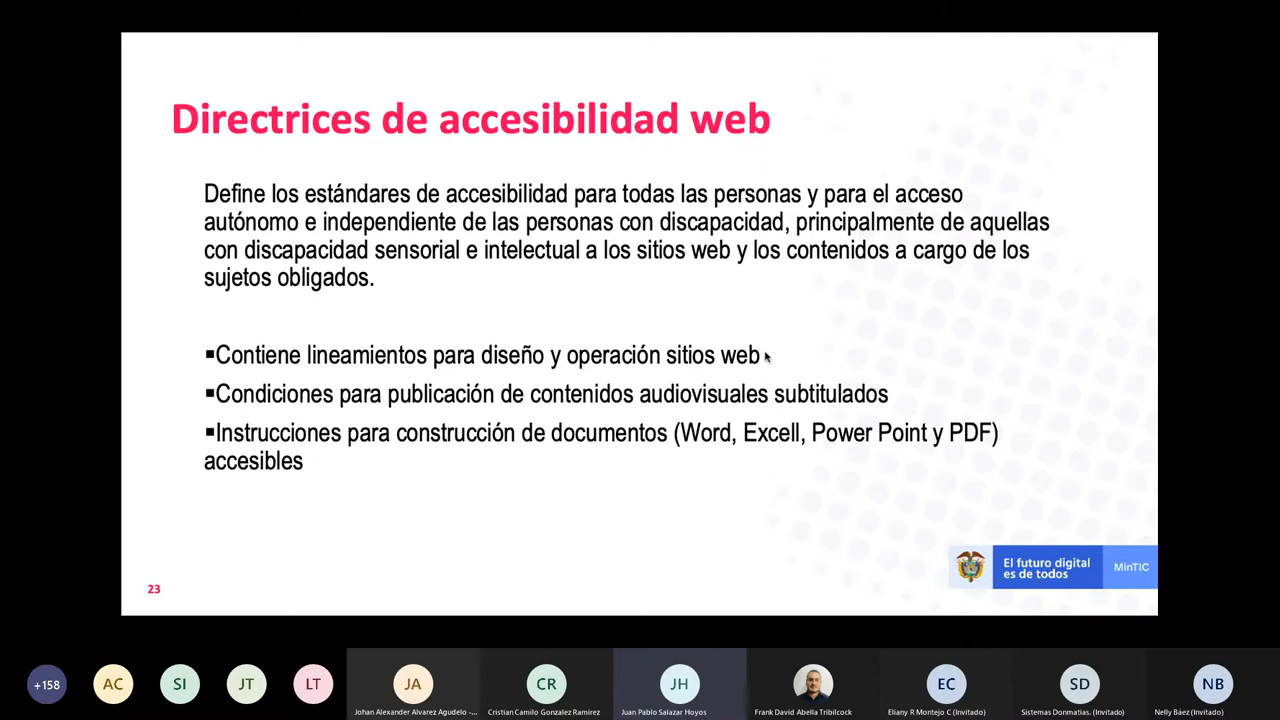 Directrices de accesibilidad web
Define los estándares de accesibilidad para todas las personas y para el acceso
autónomo e independiente de las personas con discapacidad, principalmente de aquellas
con discapacidad sensorial e intelectual a los sitios web y los contenidos a cargo de los
sujetos obligados.
▪Contiene lineamientos para diseño y operación sitios web
▪Condiciones para publicación de contenidos audiovisuales subtitulados
▪Instrucciones para construcción de documentos (Word, Excell, Power Point y PDF)
accesibles
El futuro digital
es de todos
MinTIC
23
+158
AC
SI
JT
LT
JA
CR
JH
EC
SD
NB
Johan Alexander Alvarez Agudelo -...
Cristian Camilo Gonzalez Ramirez
Juan Pablo Salazar Hoyos
Frank David Abella Tribilcock
Eliany R Montejo C (Invitado)
Sistemas Donmatias. (Invitado)
Nelly Báez (Invitado)